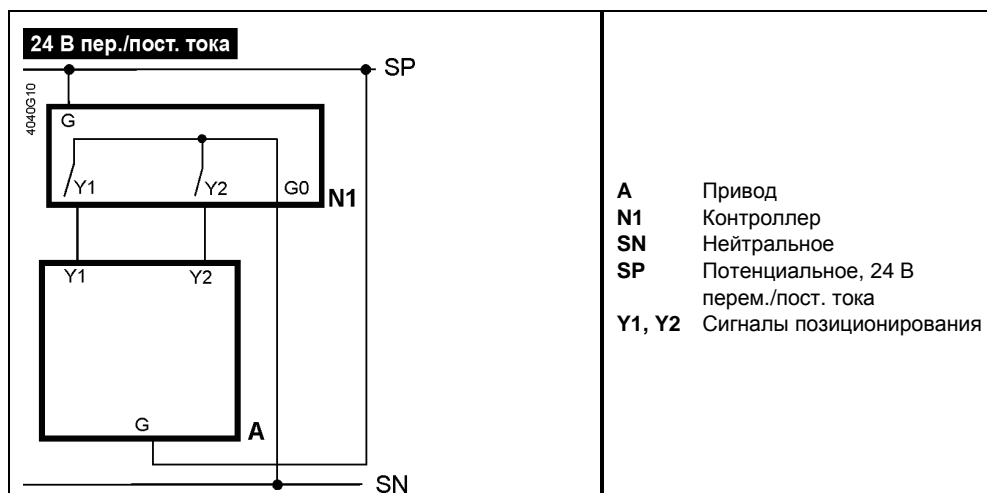 24 В пер./пост. тока
SP
4040G10
G
Y1
Y2
G0
N1
Y1
Y2
G
A
SN
A Привод
N1 Контроллер
SN Нейтральное
SP Потенциальное, 24 В
перем./пост. тока
Y1, Y2 Сигналы позиционирования